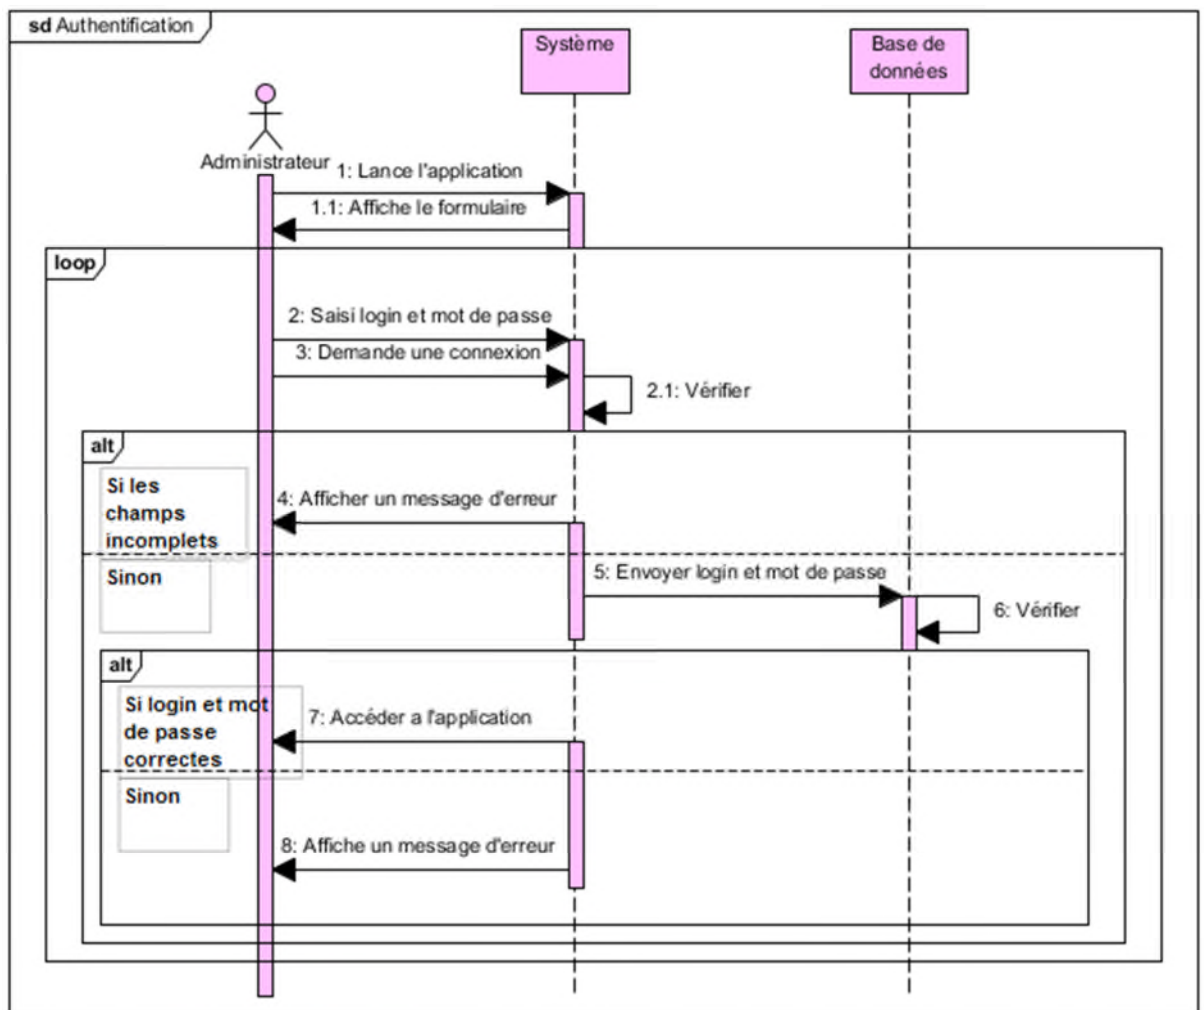 sd Authentification
Système
Base de
données
Administrateur
1: Lance l'application
1.1: Affiche le formulaire
loop
2: Saisi login et mot de passe
3: Demande une connexion
2.1: Vérifier
alt
Si les
champs
incomplets
4: Afficher un message d'erreur
Sinon
5: Envoyer login et mot de passe
6: Vérifier
alt
Si login et mot
de passe
correctes
7: Accéder a l'application
Sinon
8: Affiche un message d'erreur